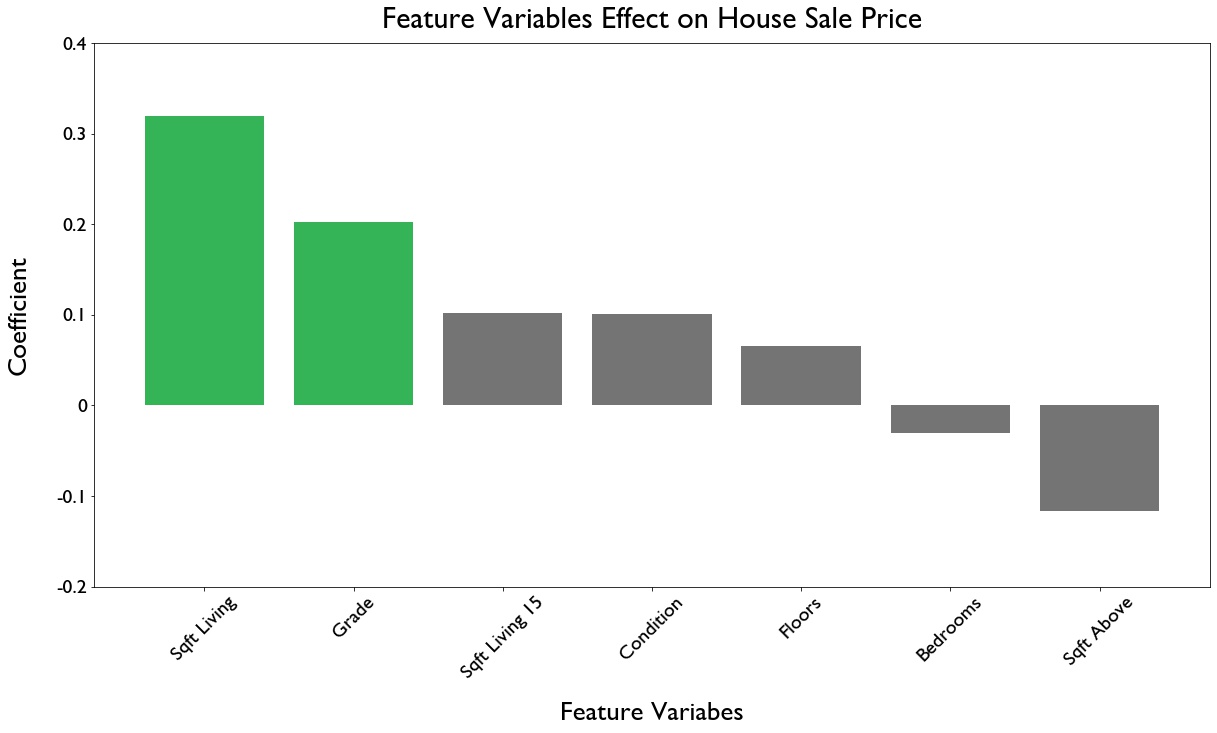 Feature Variables Effect on House Sale Price
0.4
0.3
0.2
0.1
0
-0.1
-0.2
Coefficient
Sqft Living
Grade
Sqft Living 15
Condition
Floors
Bedrooms
Sqft Above
Feature Variabes